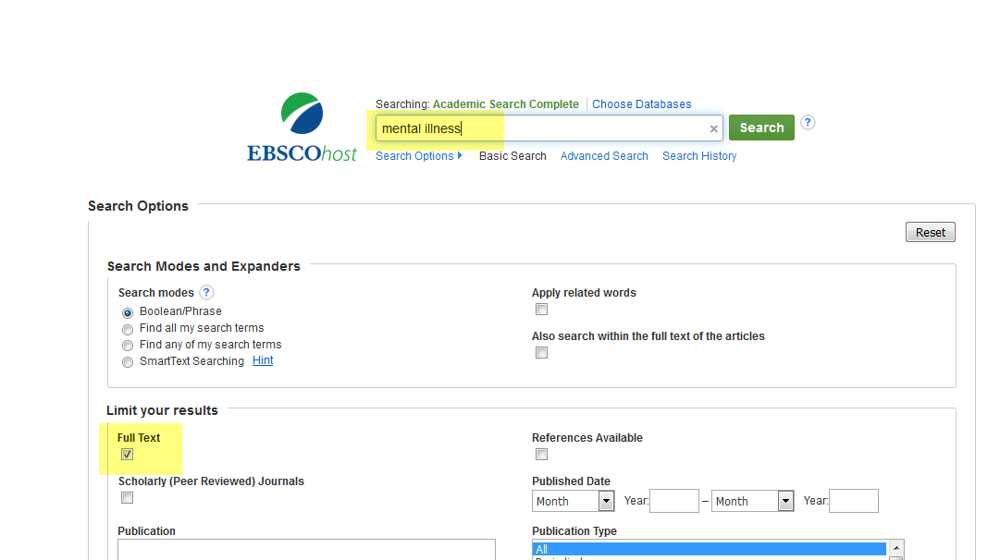 Searching: Academic Search Complete Choose Databases
mental illness × Search ?
EBSCOhost
Search Options Basic Search Advanced Search Search History
Search Options
Reset
Search Modes and Expanders
Search modes ?
Boolean/Phrase
Find all my search terms
Find any of my search terms
SmartText Searching Hint
Apply related words
Also search within the full text of the articles
Limit your results
Full Text
References Available
Scholarly (Peer Reviewed) Journals
Published Date
Month Year: – Month Year:
Publication
Publication Type
All